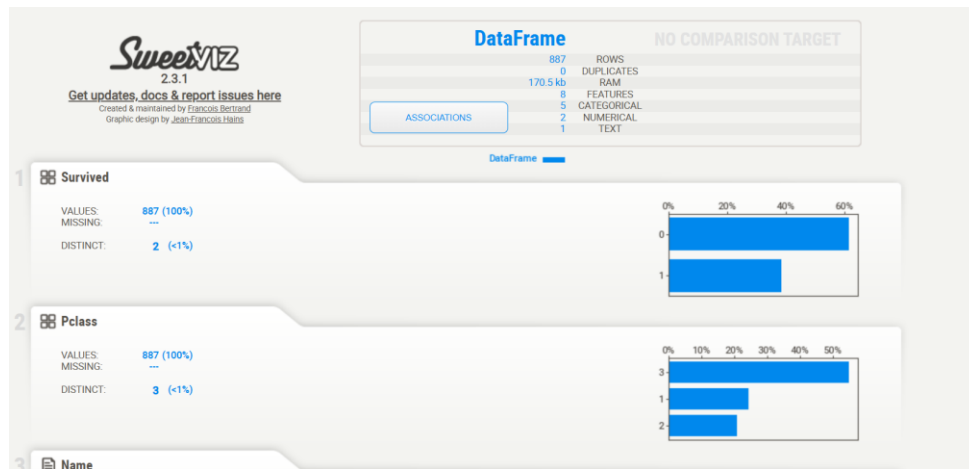 SweetVIZ
2.3.1
Get updates, docs & report issues here
Created & maintained by Francois Bertrand
Graphic design by Jean-Francois Hains
DataFrame
NO COMPARISON TARGET
887 ROWS
0 DUPLICATES
170.5 kb RAM
8 FEATURES
5 CATEGORICAL
2 NUMERICAL
1 TEXT
ASSOCIATIONS
DataFrame
1 Survived
VALUES: 887 (100%)
MISSING: ---
DISTINCT: 2 (<1%)
0% 20% 40% 60%
0
1
2 Pclass
VALUES: 887 (100%)
MISSING: ---
DISTINCT: 3 (<1%)
0% 10% 20% 30% 40% 50%
3
1
2
3 Name